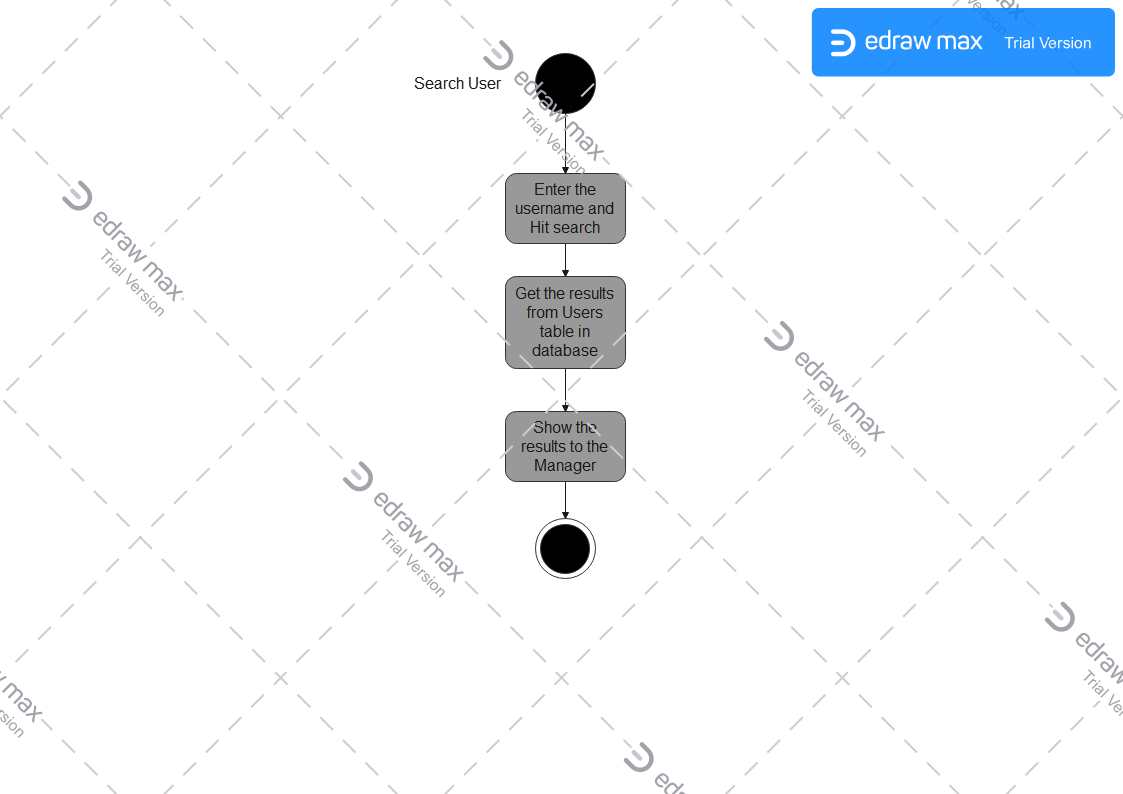 edraw max Trial Version
Search User
edraw max
Trial Version
Enter the
username and
Hit search
edraw max
Trial Version
Get the results
from Users
table in
database
edraw max
Trial Version
Show the
results to the
Manager
edraw max
Trial Version